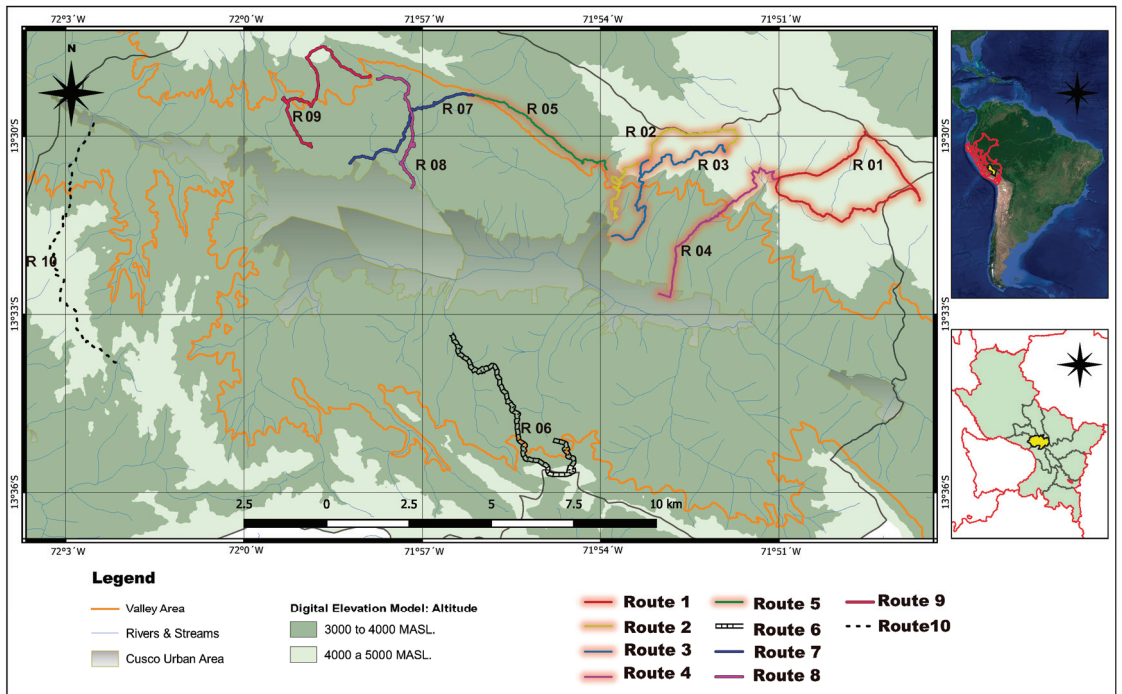 72°3´W 72°0´W 71°57´W 71°54´W 71°51´W
N
R 09
R 07
R 05
R 02
R 03
R 01
R 08
R 10
R 04
R 06
13°30´S 13°30´S
13°33´S 13°33´S
13°36´S 13°36´S
2.5 0 2.5 5 7.5 10 km
72°3´W 72°0´W 71°57´W 71°54´W 71°51´W
Legend
Valley Area
Rivers & Streams
Cusco Urban Area
Digital Elevation Model: Altitude
3000 to 4000 MASL.
4000 a 5000 MASL.
Route 1
Route 2
Route 3
Route 4
Route 5
Route 6
Route 7
Route 8
Route 9
Route10